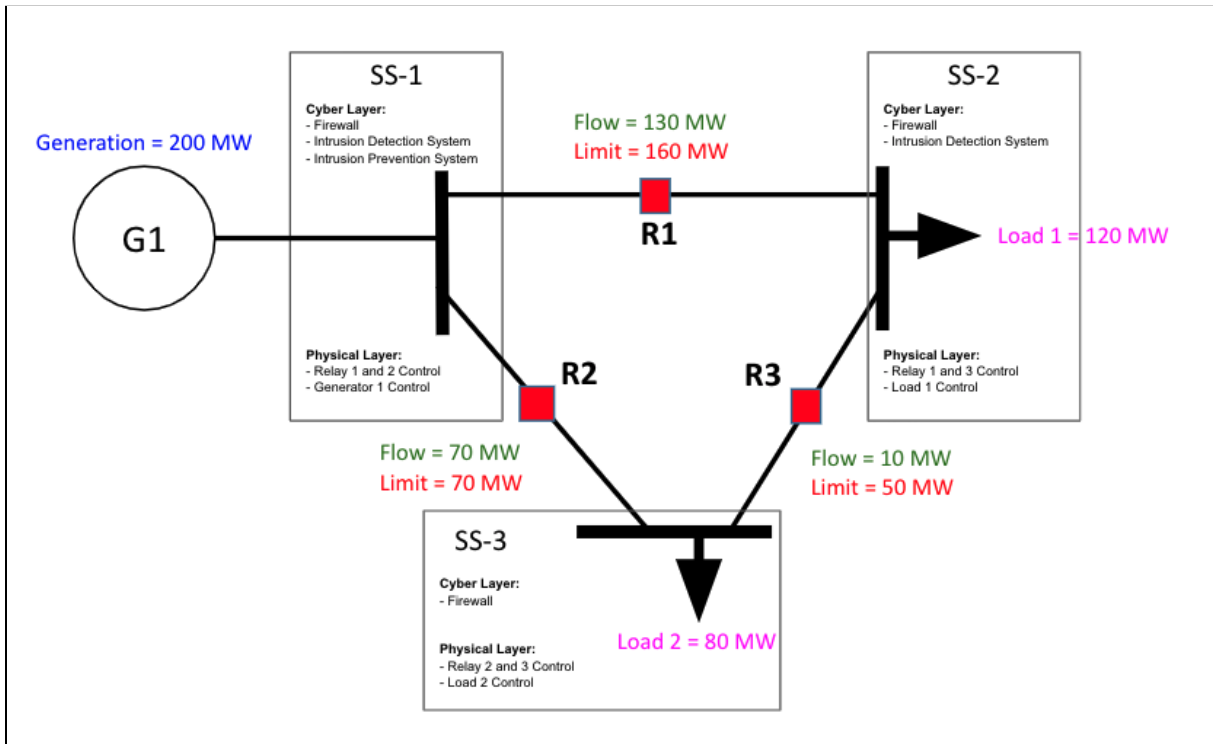 SS-1
Cyber Layer:
- Firewall
- Intrusion Detection System
- Intrusion Prevention System
Generation = 200 MW
G1
Physical Layer:
- Relay 1 and 2 Control
- Generator 1 Control
Flow = 130 MW
Limit = 160 MW
R1
SS-2
Cyber Layer:
- Firewall
- Intrusion Detection System
Load 1 = 120 MW
Physical Layer:
- Relay 1 and 3 Control
- Load 1 Control
R2
Flow = 70 MW
Limit = 70 MW
R3
Flow = 10 MW
Limit = 50 MW
SS-3
Cyber Layer:
- Firewall
Load 2 = 80 MW
Physical Layer:
- Relay 2 and 3 Control
- Load 2 Control